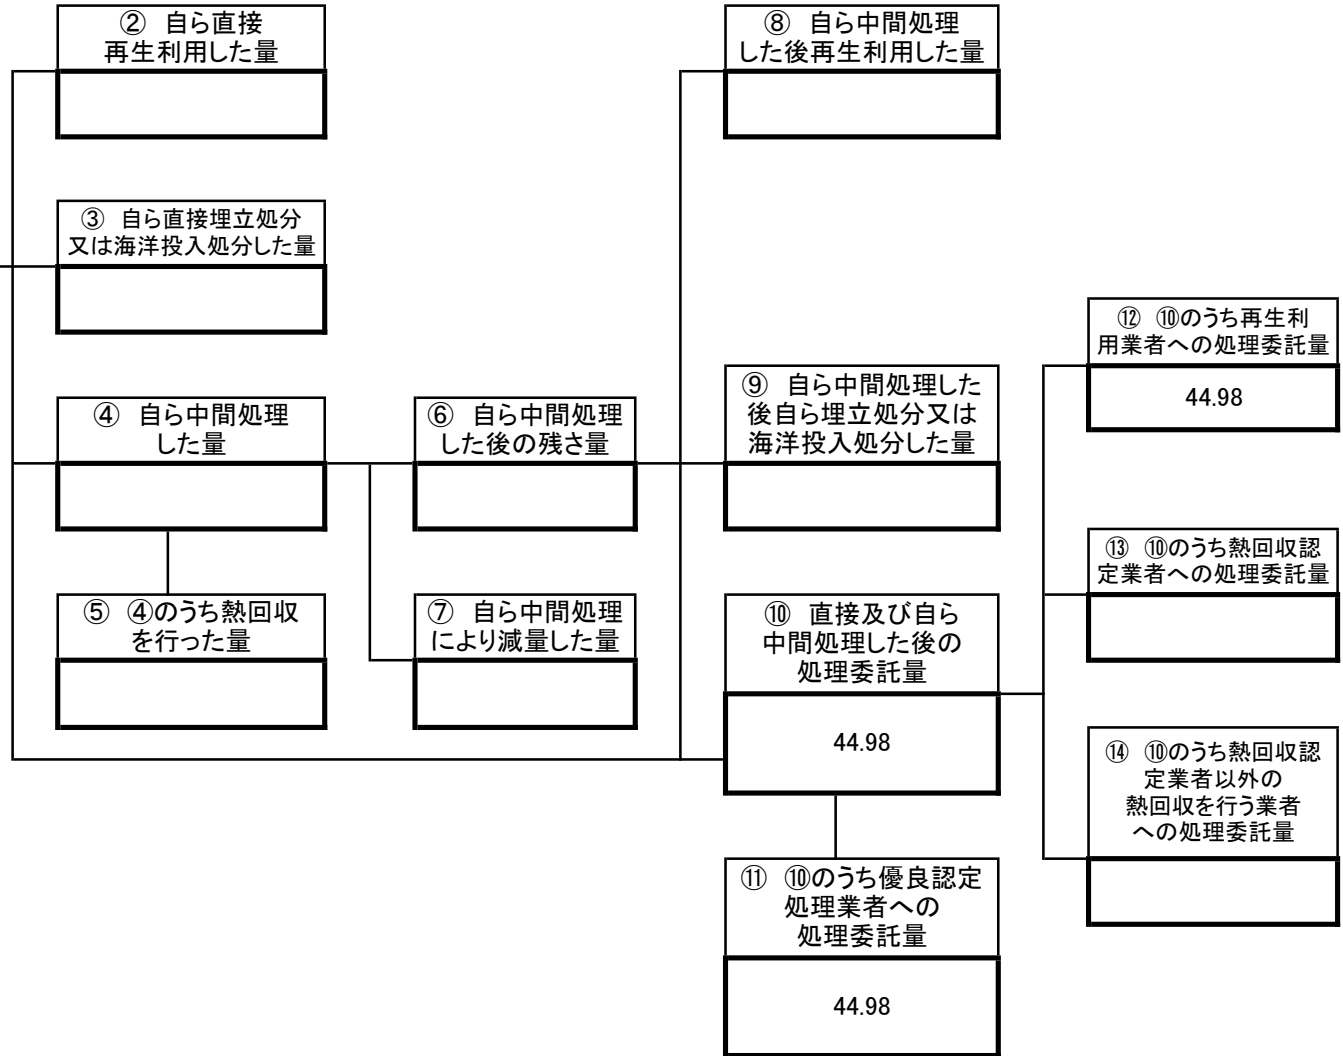 ② 自ら直接
再生利用した量
⑧ 自ら中間処理
した後再生利用した量
③ 自ら直接埋立処分
又は海洋投入処分した量
⑫ ⑩のうち再生利
用業者への処理委託量
44.98
④ 自ら中間処理
した量
⑥ 自ら中間処理
した後の残さ量
⑨ 自ら中間処理した
後自ら埋立処分又は
海洋投入処分した量
⑬ ⑩のうち熱回収認
定業者への処理委託量
⑤ ④のうち熱回収
を行った量
⑦ 自ら中間処理
により減量した量
⑩ 直接及び自ら
中間処理した後の
処理委託量
44.98
⑭ ⑩のうち熱回収認
定業者以外の
熱回収を行う業者
への処理委託量
⑪ ⑩のうち優良認定
処理業者への
処理委託量
44.98